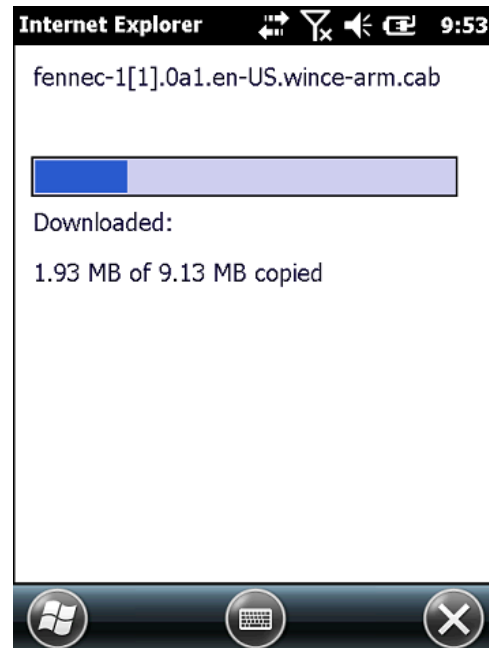 Internet Explorer 9:53
fennec-1[1].0a1.en-US.wince-arm.cab
Downloaded:
1.93 MB of 9.13 MB copied